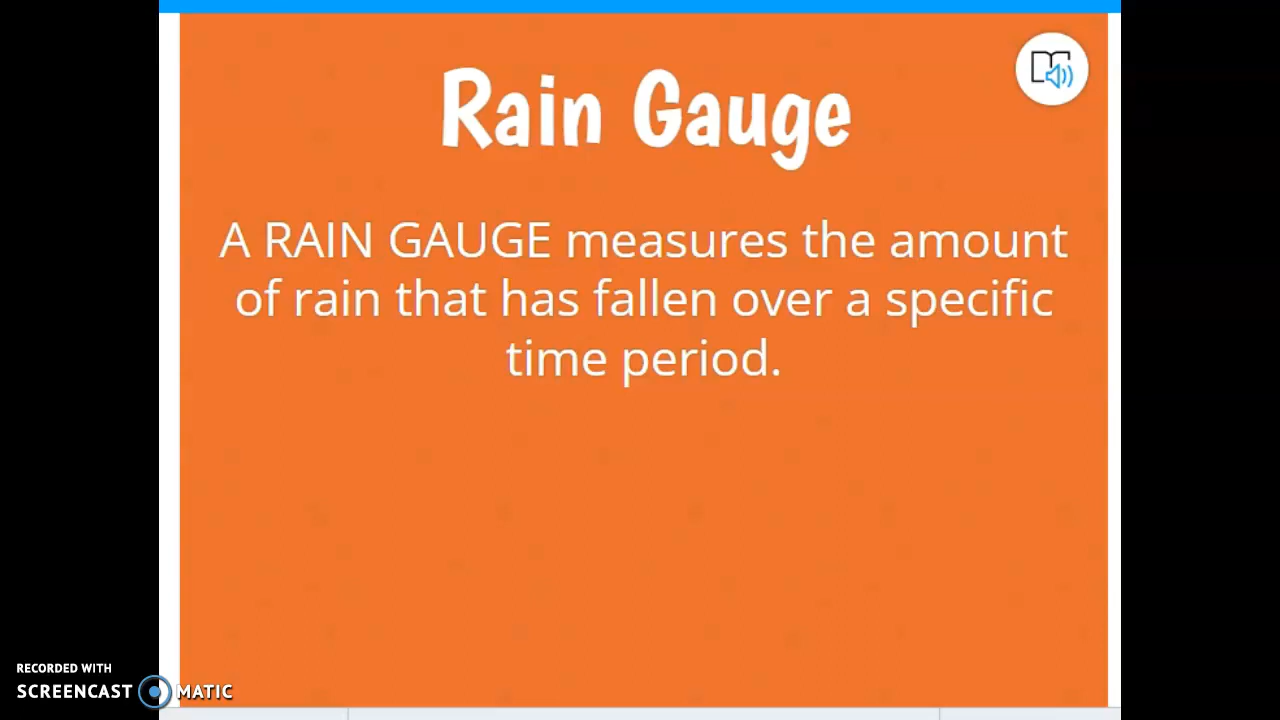 Rain Gauge
A RAIN GAUGE measures the amount
of rain that has fallen over a specific
time period.
RECORDED WITH
SCREENCAST MATIC